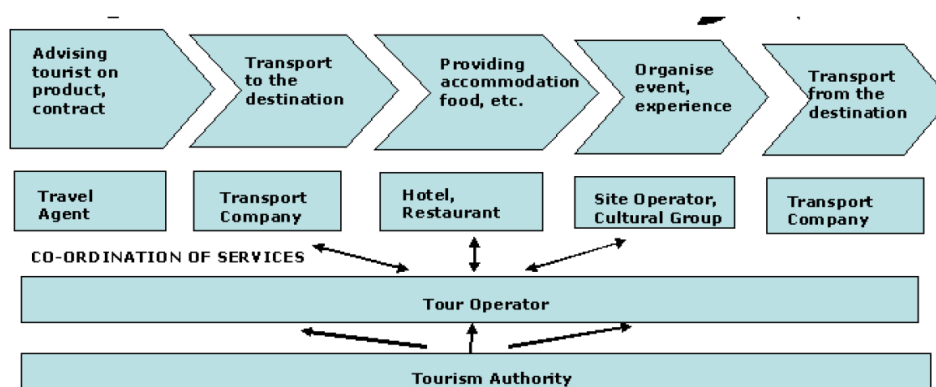 Advising
tourist on
product,
contract
Transport
to the
destination
Providing
accommodation
food, etc.
Organise
event,
experience
Transport
from the
destination
Travel
Agent
Transport
Company
Hotel,
Restaurant
Site Operator,
Cultural Group
Transport
Company
CO-ORDINATION OF SERVICES
Tour Operator
Tourism Authority